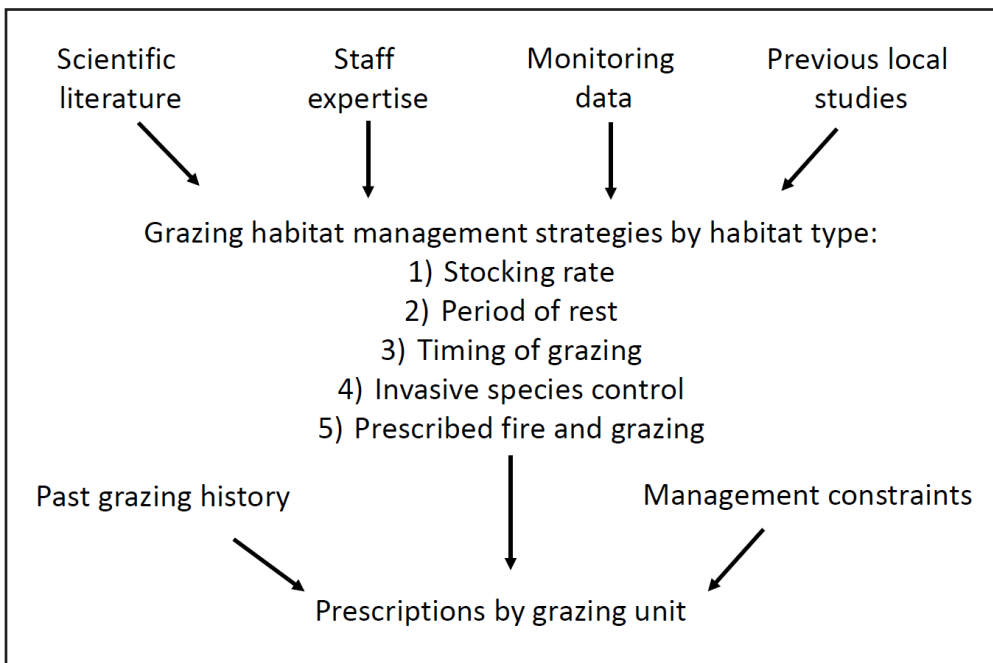 Scientific literature
Staff expertise
Monitoring data
Previous local studies
Grazing habitat management strategies by habitat type:
1) Stocking rate
2) Period of rest
3) Timing of grazing
4) Invasive species control
5) Prescribed fire and grazing
Past grazing history
Management constraints
Prescriptions by grazing unit